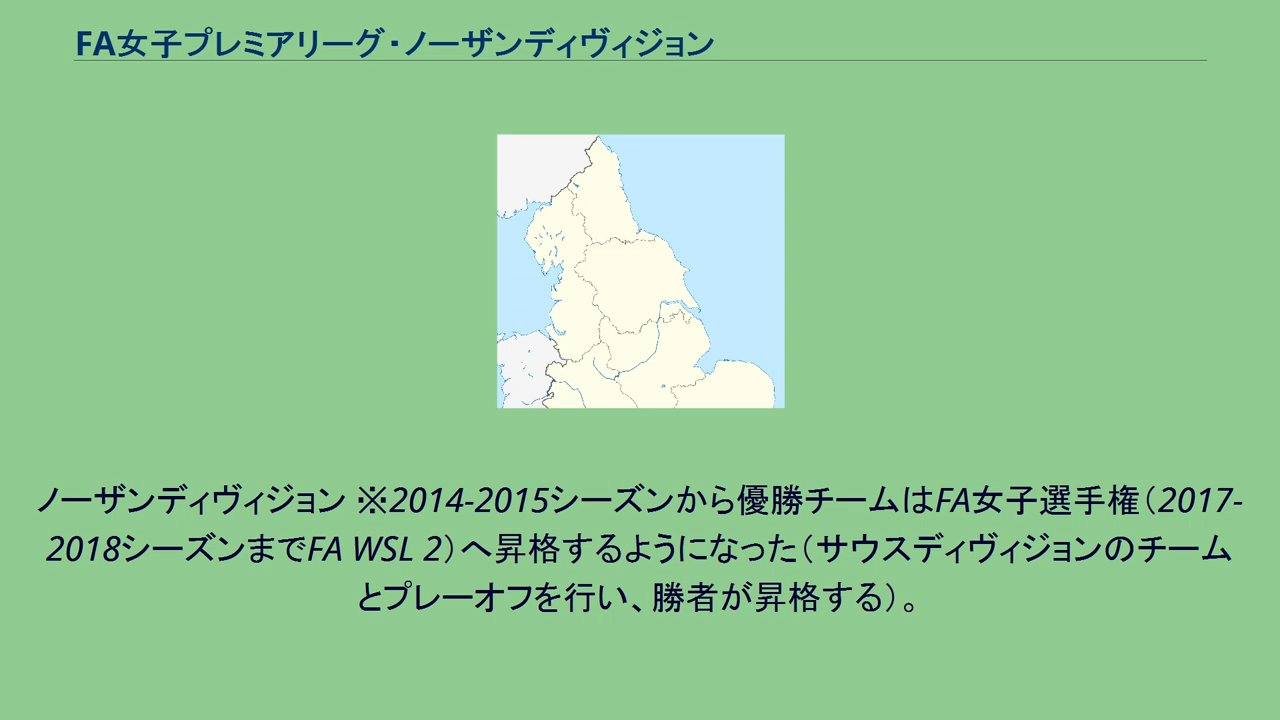 FA女子プレミアリーグ・ノーザンディヴィジョン
ノーザンディヴィジョン ※2014-2015シーズンから優勝チームはFA女子選手権（2017-
2018シーズンまでFA WSL 2）へ昇格するようになった（サウスディヴィジョンのチーム
とプレーオフを行い、勝者が昇格する）。